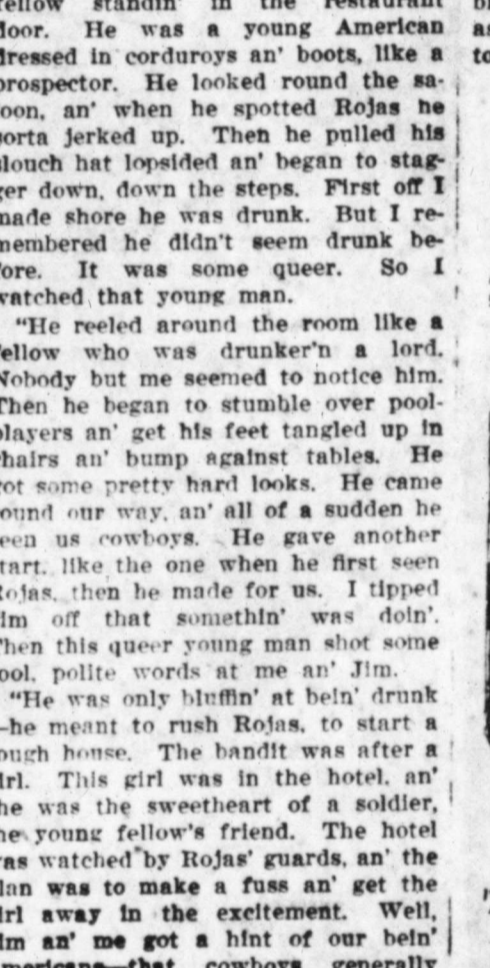 fellow standin' in the restaurant
door. He was a young American
dressed in corduroys an' boots, like a
prospector. He looked round the sa-
loon, an' when he spotted Rojas he
sorta jerked up. Then he pulled his
slouch hat lopsided an' began to stag-
ger down, down the steps. First off I
made shore he was drunk. But I re-
membered he didn't seem drunk be-
fore. It was some queer. So I
watched that young man.
"He reeled around the room like a
fellow who was drunker'n a lord.
Nobody but me seemed to notice him.
Then he began to stumble over pool-
players an' get his feet tangled up in
chairs an' bump against tables. He
got some pretty hard looks. He came
round our way, an' all of a sudden he
seen us cowboys. He gave another
start, like the one when he first seen
Rojas, then he made for us. I tipped
Jim off that somethin' was doin'.
Then this queer young man shot some
cool, polite words at me an' Jim.
"He was only bluffin' at bein' drunk
—he meant to rush Rojas, to start a
rough house. The bandit was after a
girl. This girl was in the hotel, an'
she was the sweetheart of a soldier,
the young fellow's friend. The hotel
was watched by Rojas' guards, an' the
plan was to make a fuss an' get the
girl away in the excitement. Well,
Jim an' me got a hint of our bein'
Americans—that cowboys generally